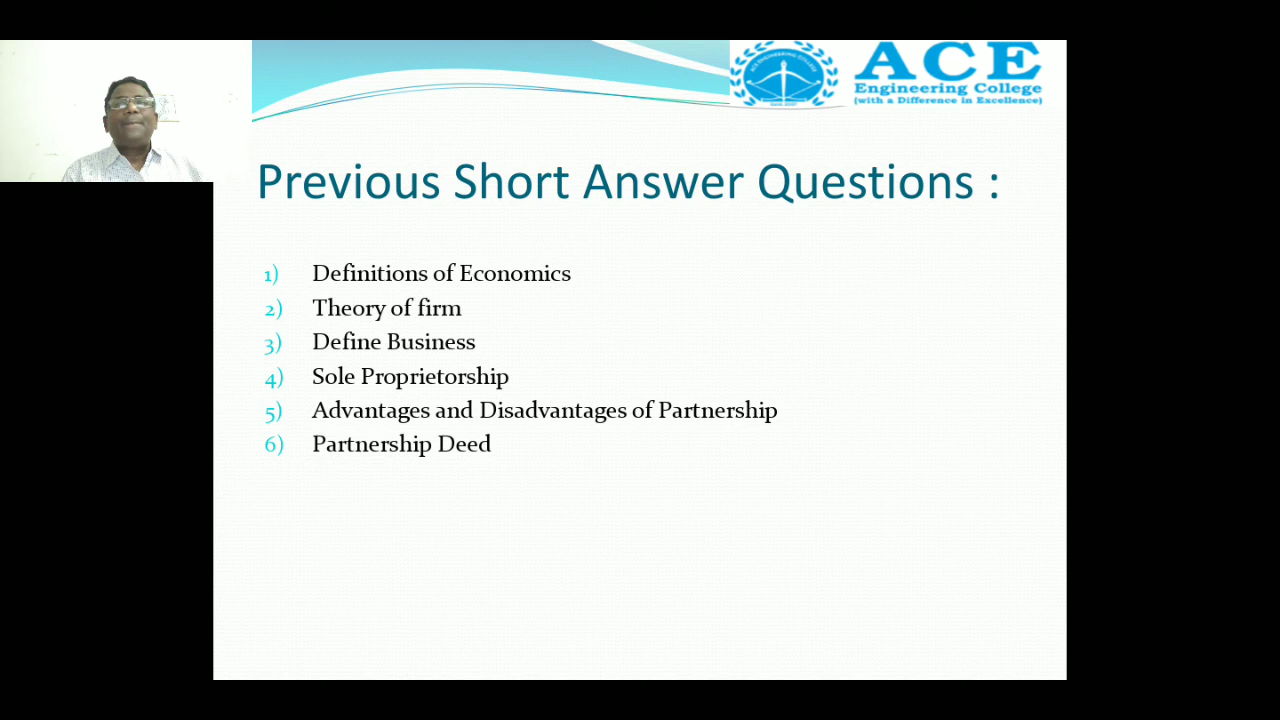 ACE
Engineering College
(with a Difference in Excellence)
Previous Short Answer Questions :
1) Definitions of Economics
2) Theory of firm
3) Define Business
4) Sole Proprietorship
5) Advantages and Disadvantages of Partnership
6) Partnership Deed